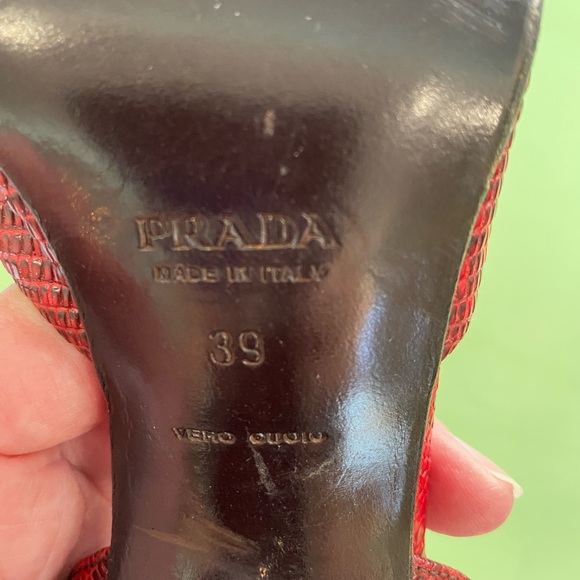 PRADA
MADE IN ITALY
39
VERO CUOIO